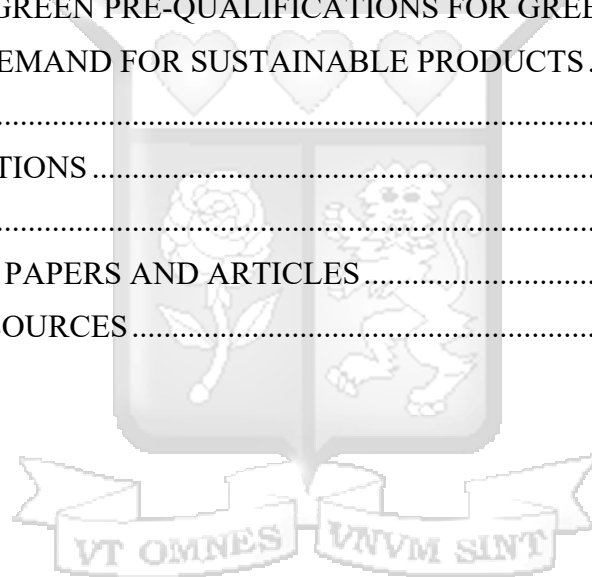 GREEN PRE-QUALIFICATIONS FOR GREE
EMAND FOR SUSTAINABLE PRODUCTS .
................................................................................
TIONS ................................................................................
................................................................................
PAPERS AND ARTICLES ........................................
OURCES ................................................................
VT OMNES VNVM SINT